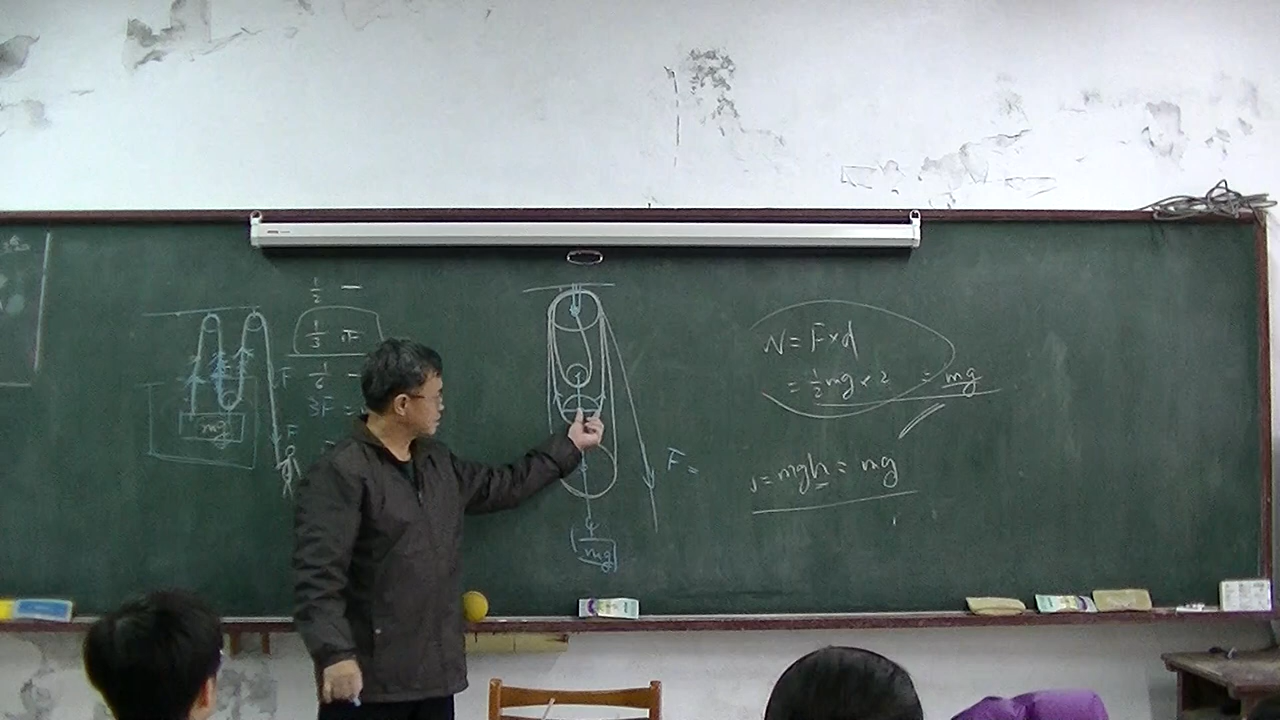 1/2 —
1/3 F
1/6 —
3F =
F
F
mg
F =
mg
W = F×d
= 1/2 mg × 2 = mg
= mgh = mg